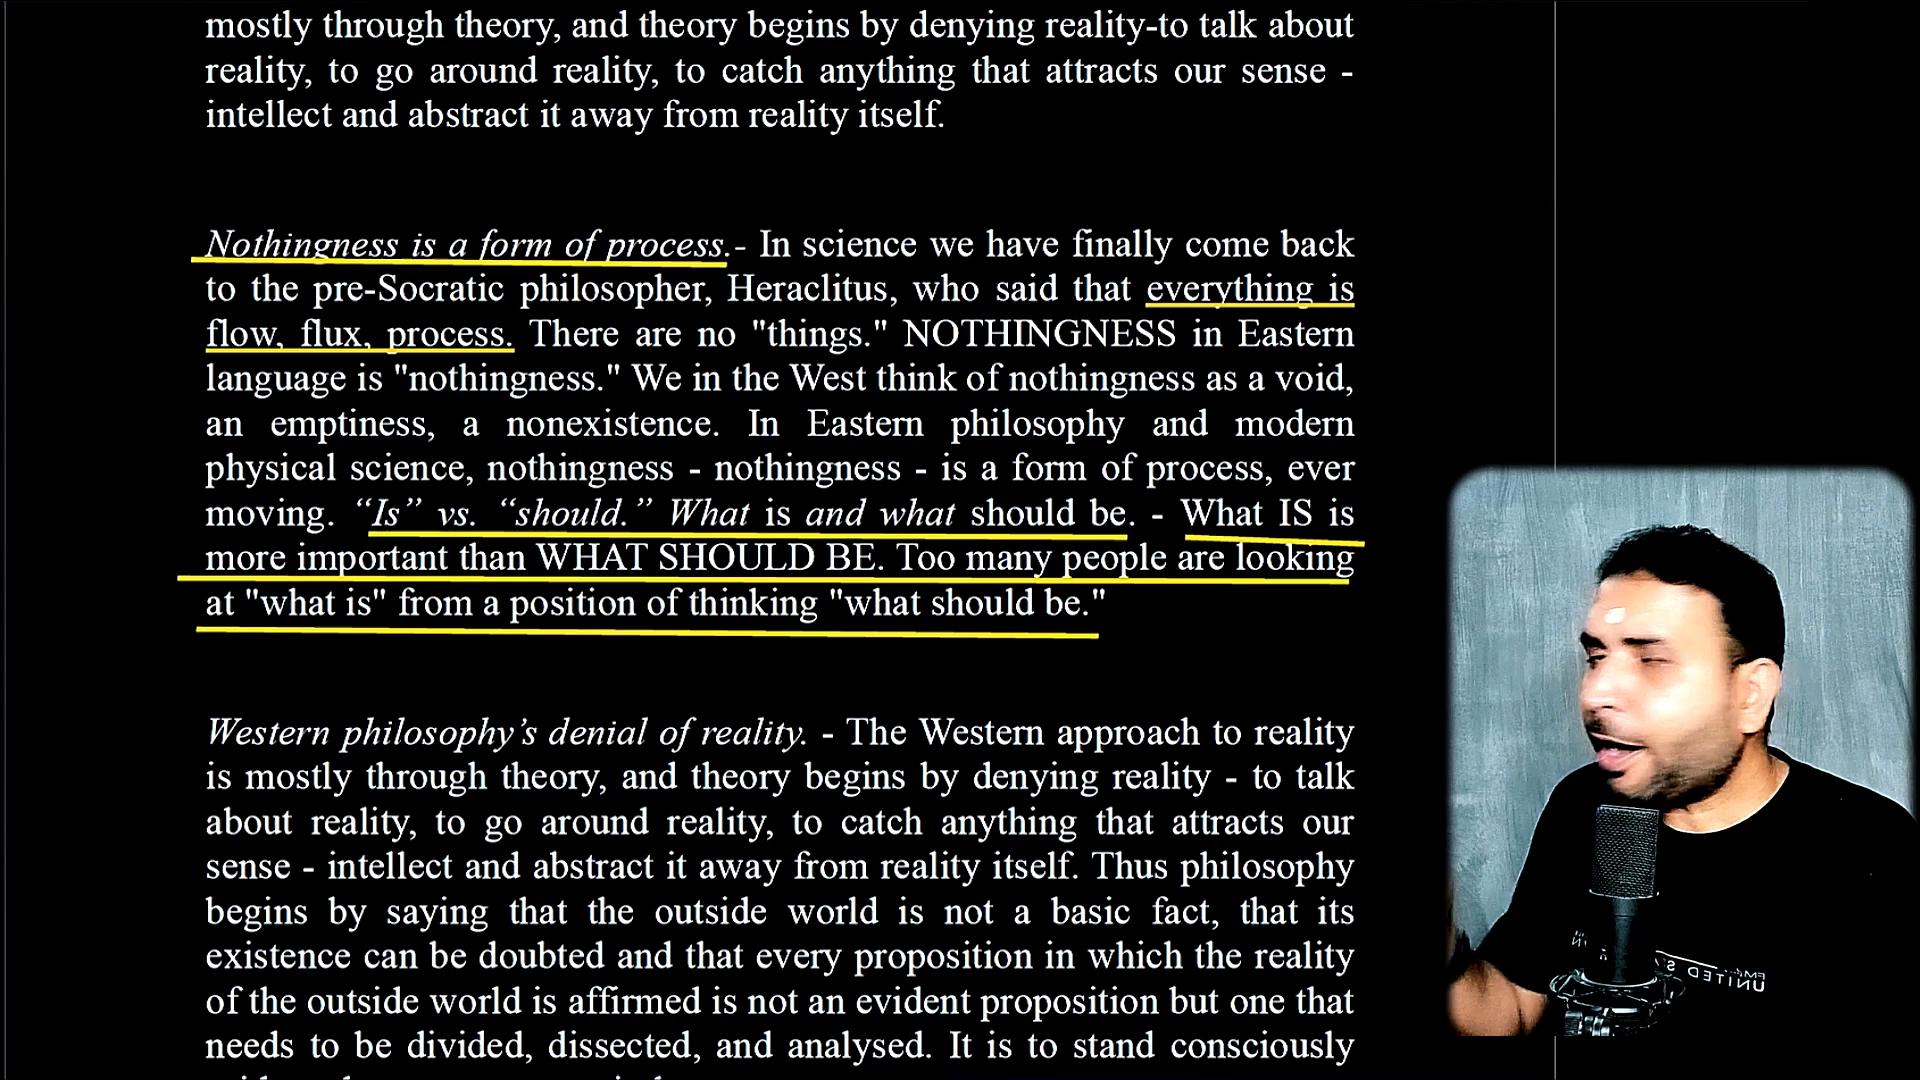 mostly through theory, and theory begins by denying reality-to talk about
reality, to go around reality, to catch anything that attracts our sense -
intellect and abstract it away from reality itself.
Nothingness is a form of process.- In science we have finally come back
to the pre-Socratic philosopher, Heraclitus, who said that everything is
flow, flux, process. There are no "things." NOTHINGNESS in Eastern
language is "nothingness." We in the West think of nothingness as a void,
an emptiness, a nonexistence. In Eastern philosophy and modern
physical science, nothingness - nothingness - is a form of process, ever
moving. “Is” vs. “should.” What is and what should be. - What IS is
more important than WHAT SHOULD BE. Too many people are looking
at "what is" from a position of thinking "what should be."
Western philosophy’s denial of reality. - The Western approach to reality
is mostly through theory, and theory begins by denying reality - to talk
about reality, to go around reality, to catch anything that attracts our
sense - intellect and abstract it away from reality itself. Thus philosophy
begins by saying that the outside world is not a basic fact, that its
existence can be doubted and that every proposition in which the reality
of the outside world is affirmed is not an evident proposition but one that
needs to be divided, dissected, and analysed. It is to stand consciously
UNITED